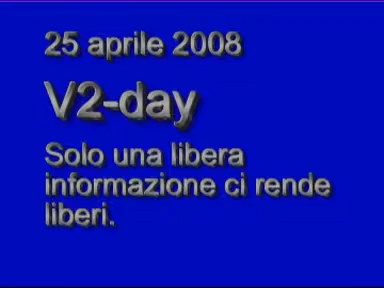 25 aprile 2008
V2-day
Solo una libera
informazione ci rende
liberi.